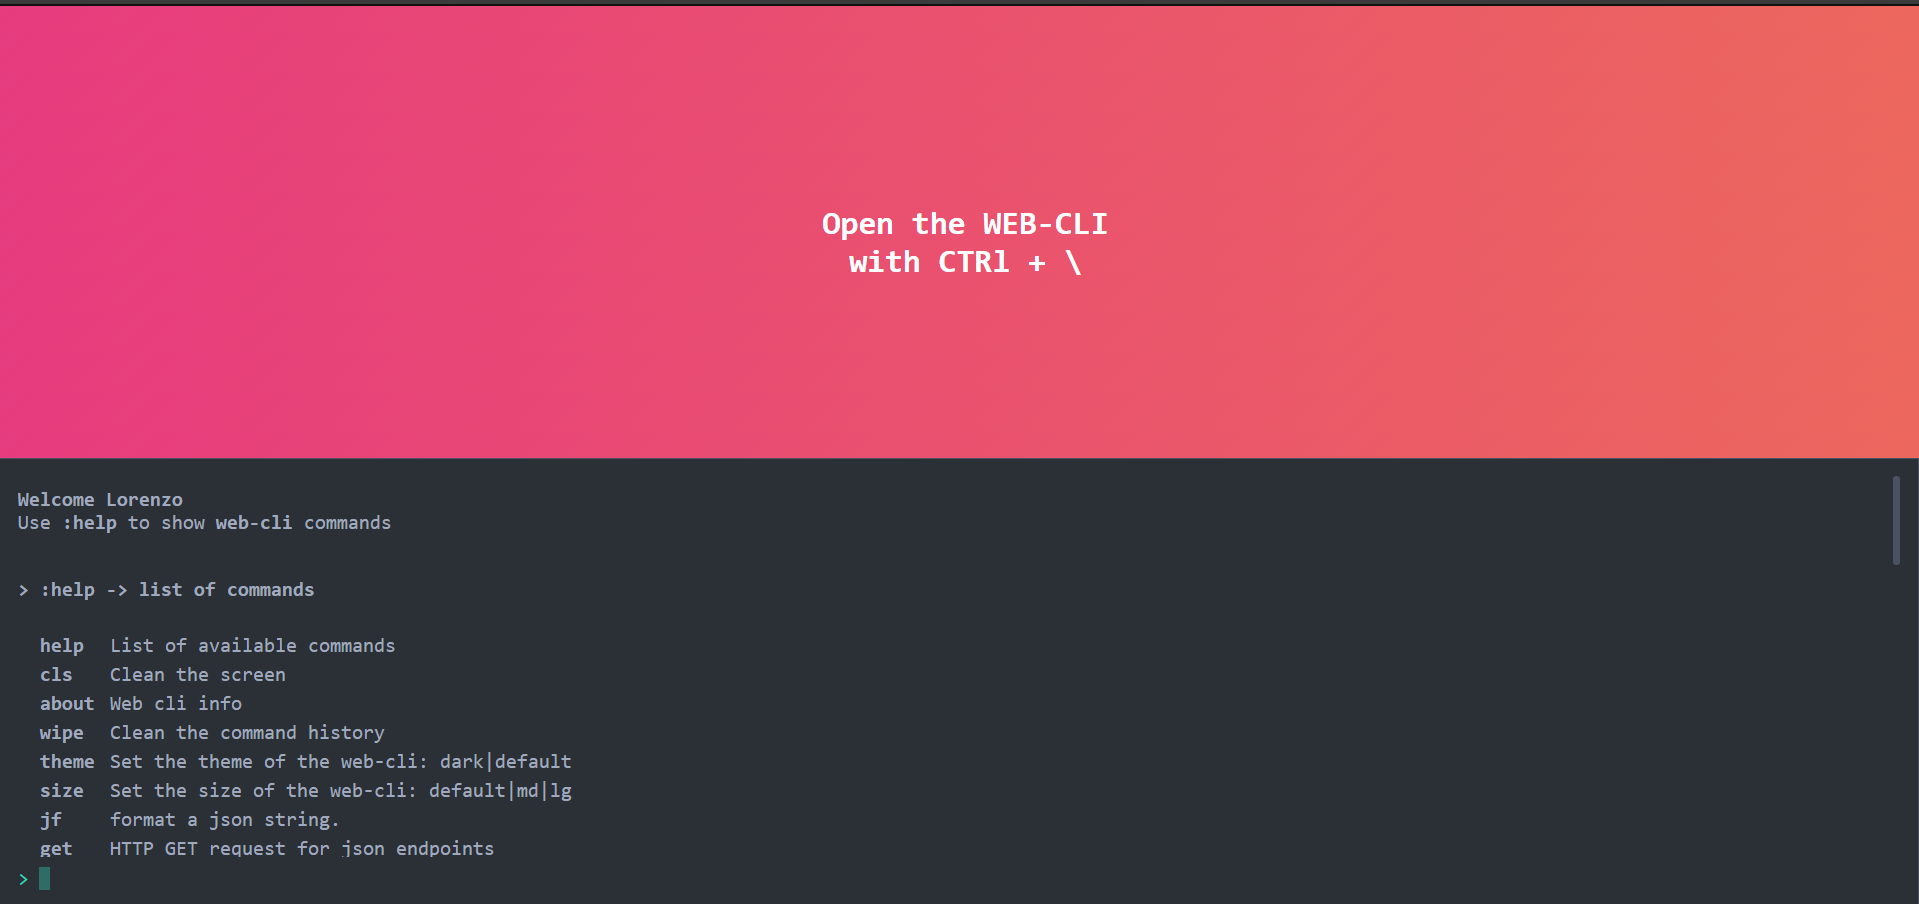 Open the WEB-CLI
with CTRl + \
Welcome Lorenzo
Use :help to show web-cli commands
> :help -> list of commands
help List of available commands
cls Clean the screen
about Web cli info
wipe Clean the command history
theme Set the theme of the web-cli: dark|default
size Set the size of the web-cli: default|md|lg
jf format a json string.
get HTTP GET request for json endpoints
>